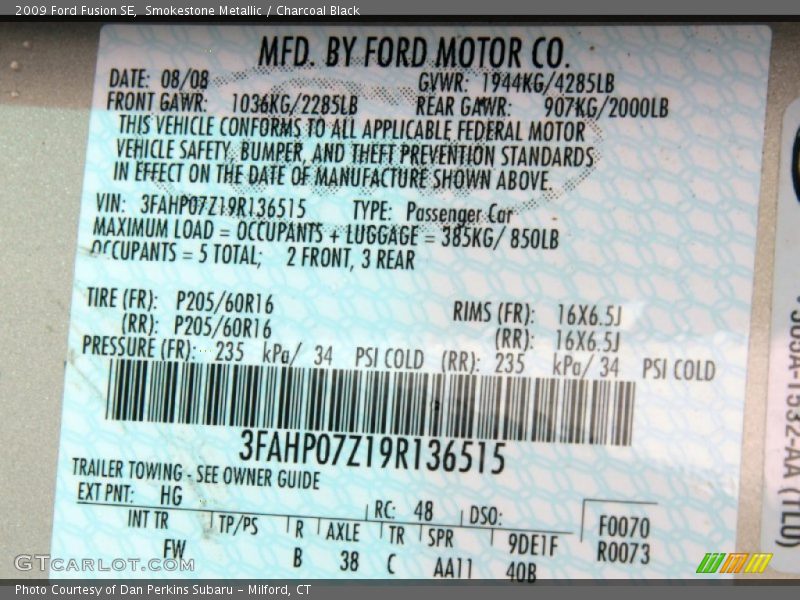 2009 Ford Fusion SE, Smokestone Metallic / Charcoal Black
MFD. BY FORD MOTOR CO.
DATE: 08/08 GVWR: 1944KG/4285LB
FRONT GAWR: 1036KG/2285LB REAR GAWR: 907KG/2000LB
THIS VEHICLE CONFORMS TO ALL APPLICABLE FEDERAL MOTOR
VEHICLE SAFETY, BUMPER, AND THEFT PREVENTION STANDARDS
IN EFFECT ON THE DATE OF MANUFACTURE SHOWN ABOVE.
VIN: 3FAHP07Z19R136515 TYPE: Passenger Car
MAXIMUM LOAD = OCCUPANTS + LUGGAGE = 385KG/ 850LB
OCCUPANTS = 5 TOTAL; 2 FRONT, 3 REAR
TIRE (FR): P205/60R16 RIMS (FR): 16X6.5J
(RR): P205/60R16 (RR): 16X6.5J
PRESSURE (FR): 235 kPa/ 34 PSI COLD (RR): 235 kPa/ 34 PSI COLD
3FAHP07Z19R136515
TRAILER TOWING - SEE OWNER GUIDE
EXT PNT: HG RC: 48 DSO:
INT TR TP/PS R AXLE TR SPR 9DE1F F0070
FW B 38 C AA11 40B R0073
GTCARLOT.COM
Photo Courtesy of Dan Perkins Subaru - Milford, CT